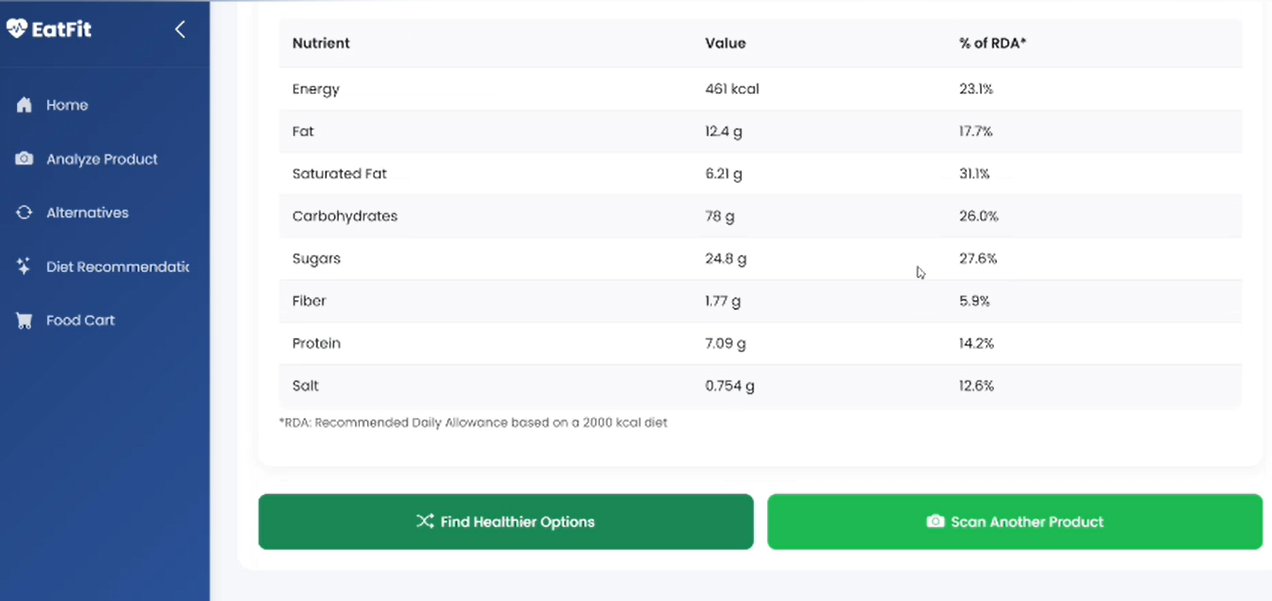 EatFit
Home
Analyze Product
Alternatives
Diet Recommendatic
Food Cart
Nutrient Value % of RDA*
Energy 461 kcal 23.1%
Fat 12.4 g 17.7%
Saturated Fat 6.21 g 31.1%
Carbohydrates 78 g 26.0%
Sugars 24.8 g 27.6%
Fiber 1.77 g 5.9%
Protein 7.09 g 14.2%
Salt 0.754 g 12.6%
*RDA: Recommended Daily Allowance based on a 2000 kcal diet
Find Healthier Options
Scan Another Product